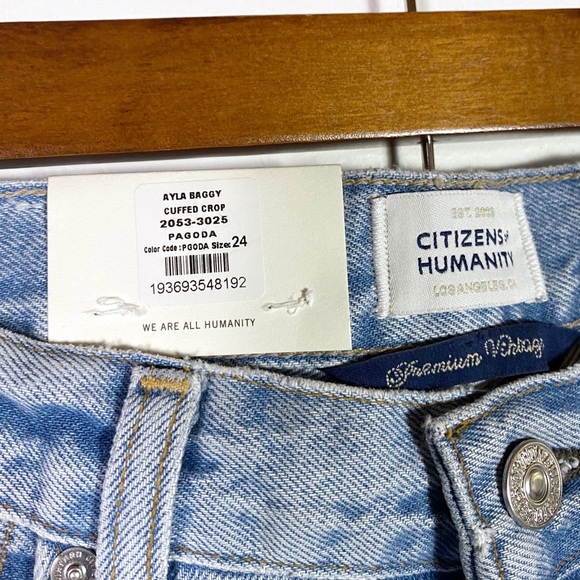 AYLA BAGGY
CUFFED CROP
2053-3025
PAGODA
Color Code : PGODA Size: 24
193693548192
WE ARE ALL HUMANITY
EST. 2003
CITIZENS of
HUMANITY
LOS ANGELES, CA
Premium Vintage